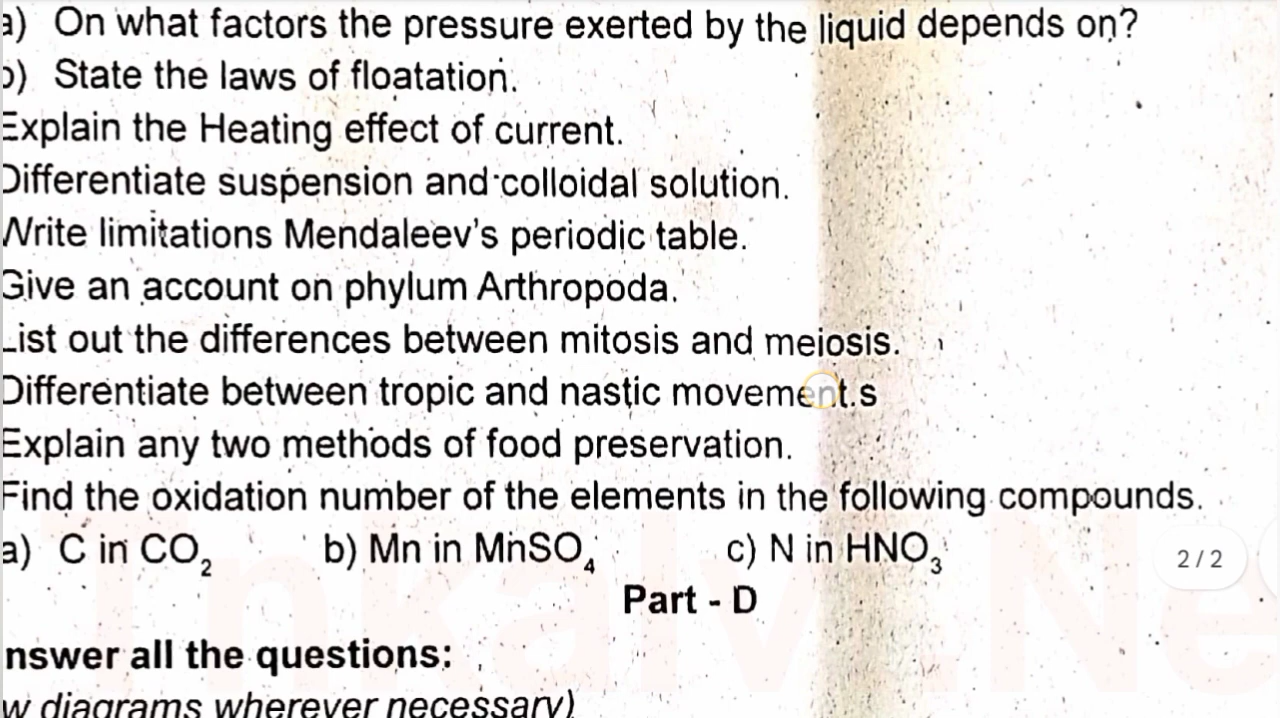 a) On what factors the pressure exerted by the liquid depends on?
b) State the laws of floatation.
Explain the Heating effect of current.
Differentiate suspension and colloidal solution.
Write limitations Mendaleev's periodic table.
Give an account on phylum Arthropoda.
List out the differences between mitosis and meiosis.
Differentiate between tropic and nastic movement.s
Explain any two methods of food preservation.
Find the oxidation number of the elements in the following compounds.
a) C in CO₂ b) Mn in MnSO₄ c) N in HNO₃
2 / 2
Part - D
nswer all the questions:
w diagrams wherever necessary)